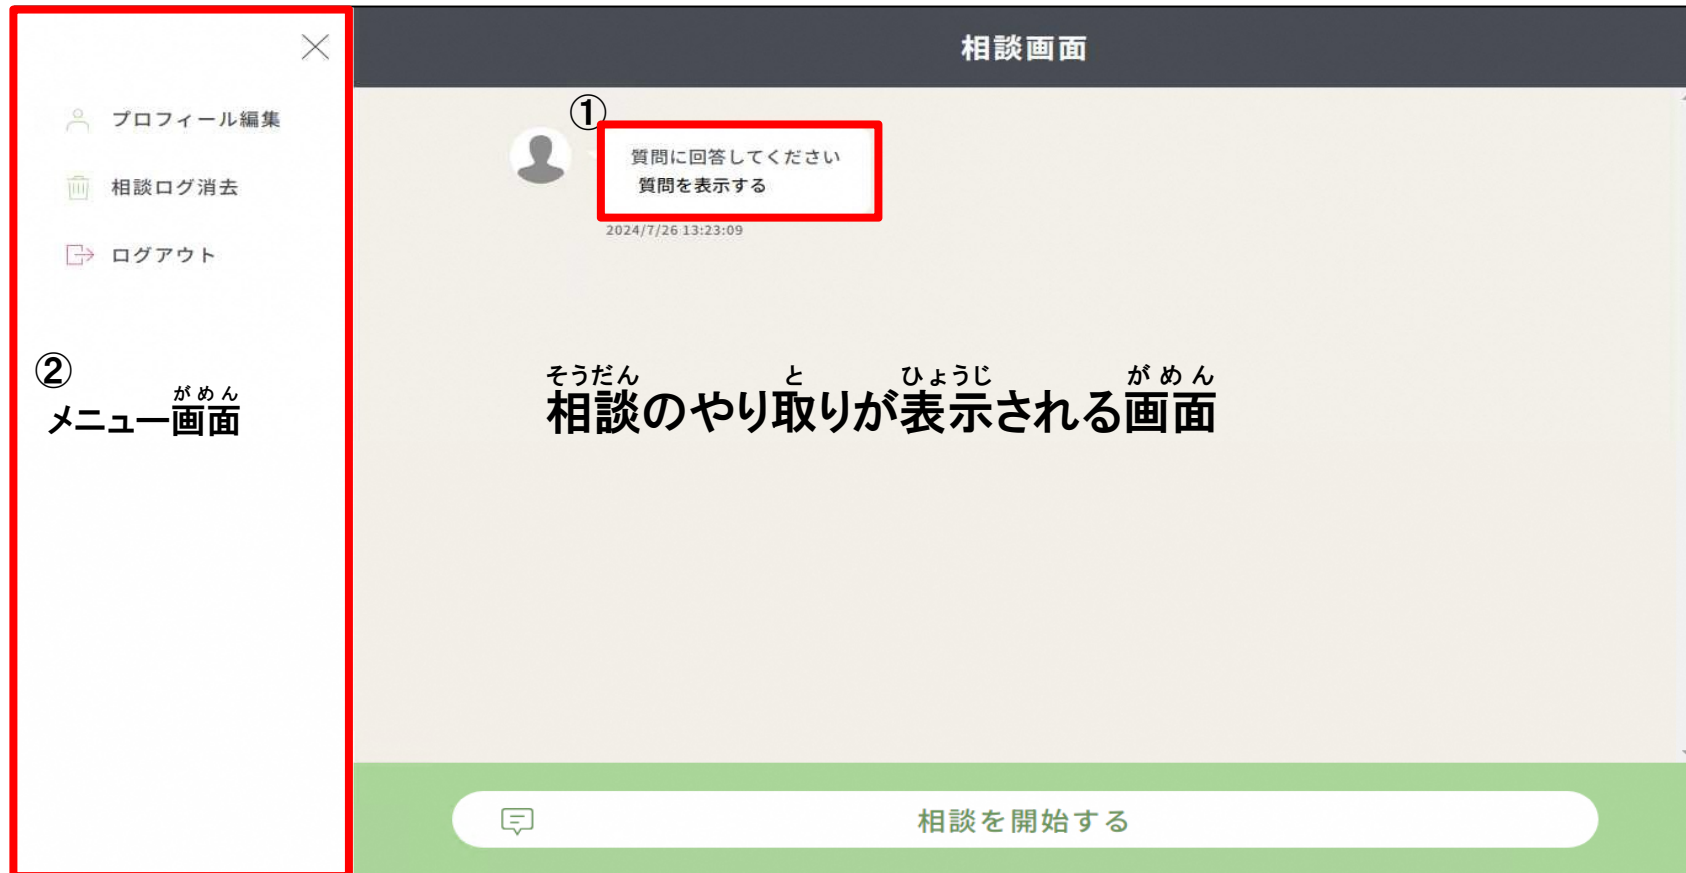 プロフィール編集
相談ログ消去
ログアウト
②
がめん
メニュー画面
相談画面
①
質問に回答してください
質問を表示する
2024/7/26 13:23:09
そうだん と ひょうじ がめん
相談のやり取りが表示される画面
相談を開始する